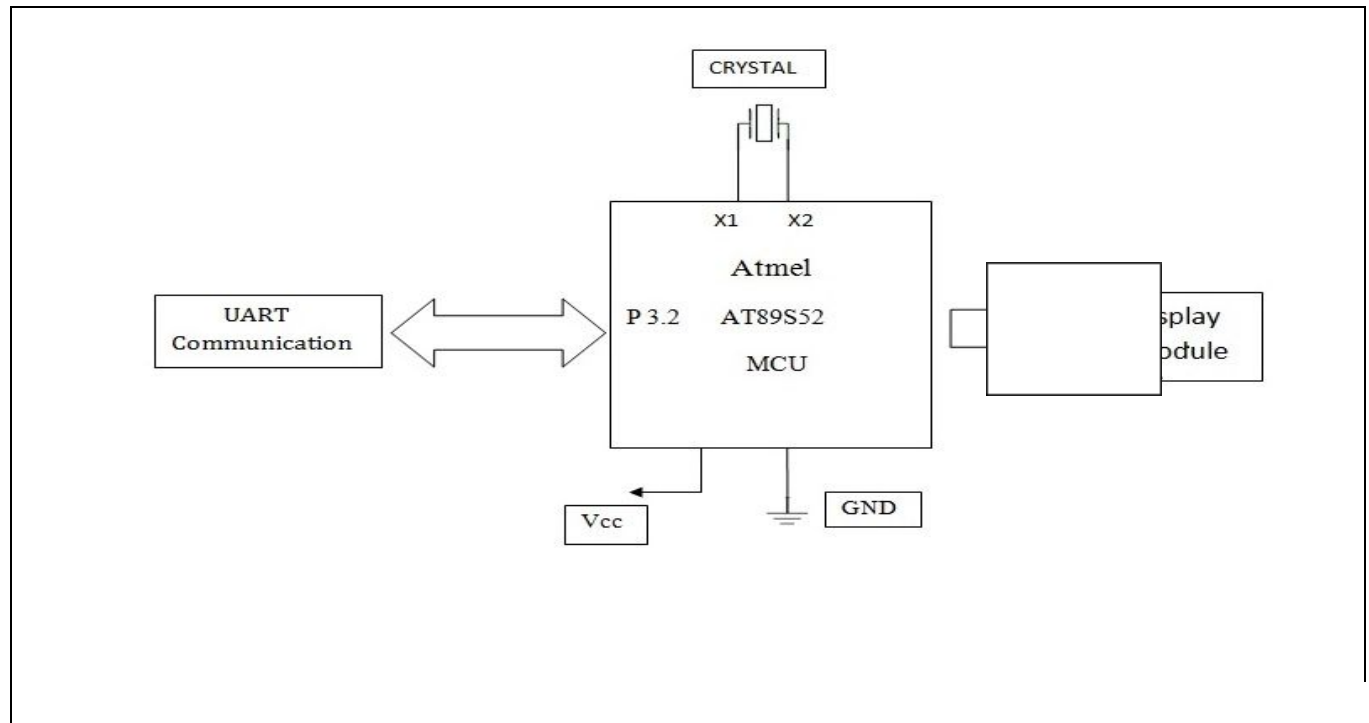 CRYSTAL
X1 X2
Atmel
UART
Communication
P 3.2 AT89S52
MCU
Vcc
GND